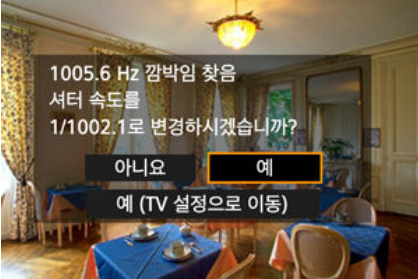 1005.6 Hz 깜박임 찾음
셔터 속도를
1/1002.1로 변경하시겠습니까?
아니요
예
예 (TV 설정으로 이동)